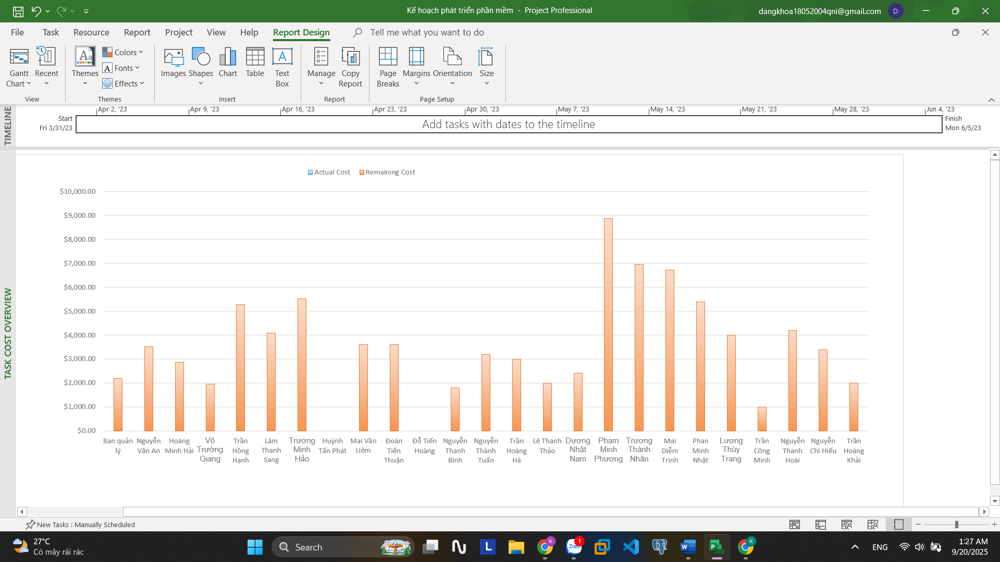 Kế hoạch phát triển phần mềm - Project Professional
dangkhoa18052004qni@gmail.com
D
File Task Resource Report Project View Help Report Design Tell me what you want to do
Gantt Chart
Recent
View
Themes
Colors
Fonts
Effects
Themes
Images
Shapes
Chart
Table
Text Box
Insert
Manage
Copy Report
Report
Page Breaks
Margins
Orientation
Size
Page Setup
TIMELINE
Apr 2, '23 Apr 9, '23 Apr 16, '23 Apr 23, '23 Apr 30, '23 May 7, '23 May 14, '23 May 21, '23 May 28, '23 Jun 4, '23
Start
Fri 3/31/23
Add tasks with dates to the timeline
Finish
Mon 6/5/23
TASK COST OVERVIEW
Actual Cost Remaining Cost
$10,000.00
$9,000.00
$8,000.00
$7,000.00
$6,000.00
$5,000.00
$4,000.00
$3,000.00
$2,000.00
$1,000.00
$0.00
Ban quản lý
Nguyễn Văn An
Hoàng Minh Hải
Võ Trường Giang
Trần Hồng Hạnh
Lâm Thanh Sang
Trương Minh Hảo
Huỳnh Tấn Phát
Mai Văn Liêm
Đoàn Tiến Thuận
Đỗ Tiến Hoàng
Nguyễn Thanh Bình
Nguyễn Thành Tuấn
Trần Hoàng Hà
Lê Thanh Thảo
Dương Nhật Nam
Phạm Minh Phương
Trương Thành Nhân
Mai Diễm Trinh
Phan Minh Nhật
Lương Thùy Trang
Trần Công Minh
Nguyễn Thanh Hoài
Nguyễn Chí Hiếu
Trần Hoàng Khải
New Tasks : Manually Scheduled
27°C
Có mây rải rác
Search
L
K
Zalo
1
W
P
K
ENG
1:27 AM
9/20/2025